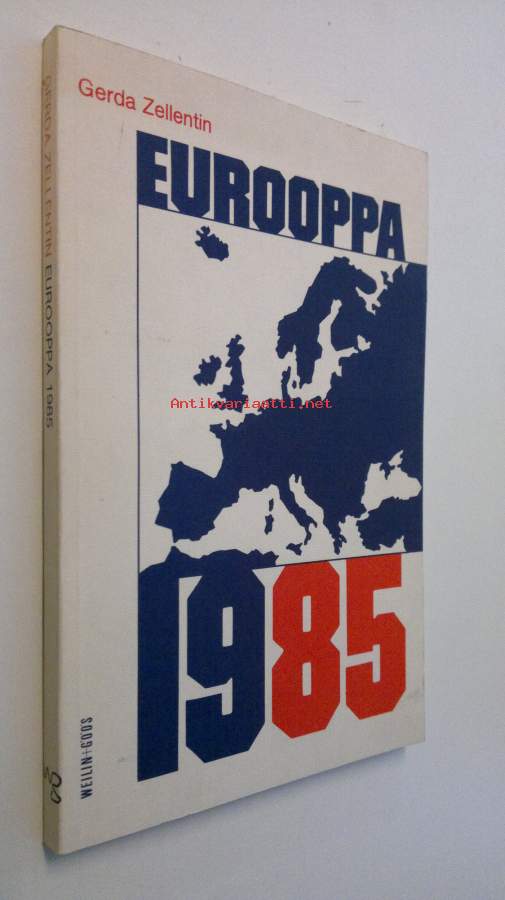 Gerda Zellentin
EUROOPPA
Antikvariaatti.net
1985
WEILIN+GÖÖS
GERDA ZELLENTIN EUROOPPA 1985